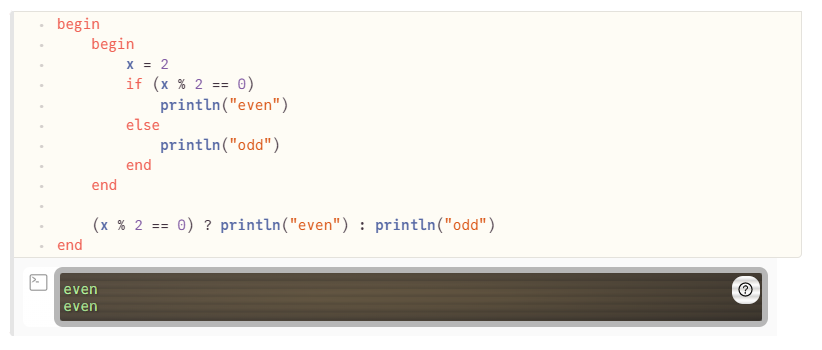 begin
    begin
        x = 2
        if (x % 2 == 0)
            println("even")
        else
            println("odd")
        end
    end

    (x % 2 == 0) ? println("even") : println("odd")
end
>_
even
even
?